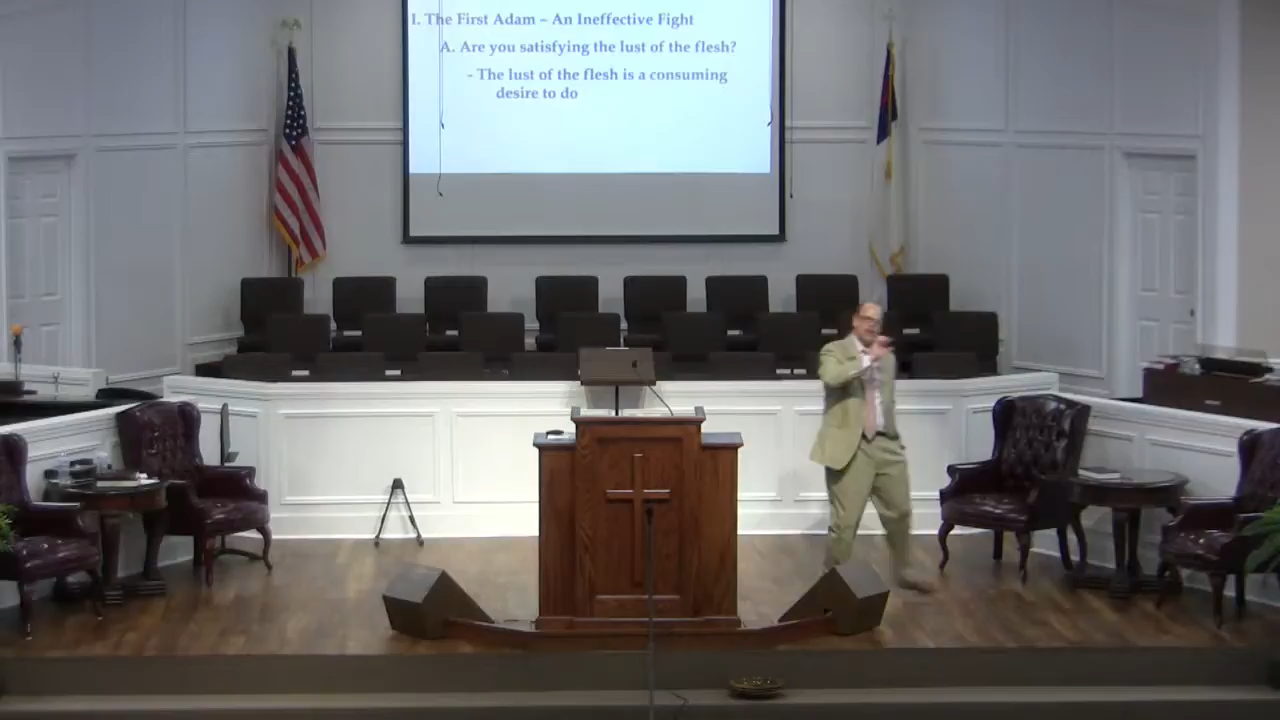 I. The First Adam – An Ineffective Fight
A. Are you satisfying the lust of the flesh?
- The lust of the flesh is a consuming
desire to do